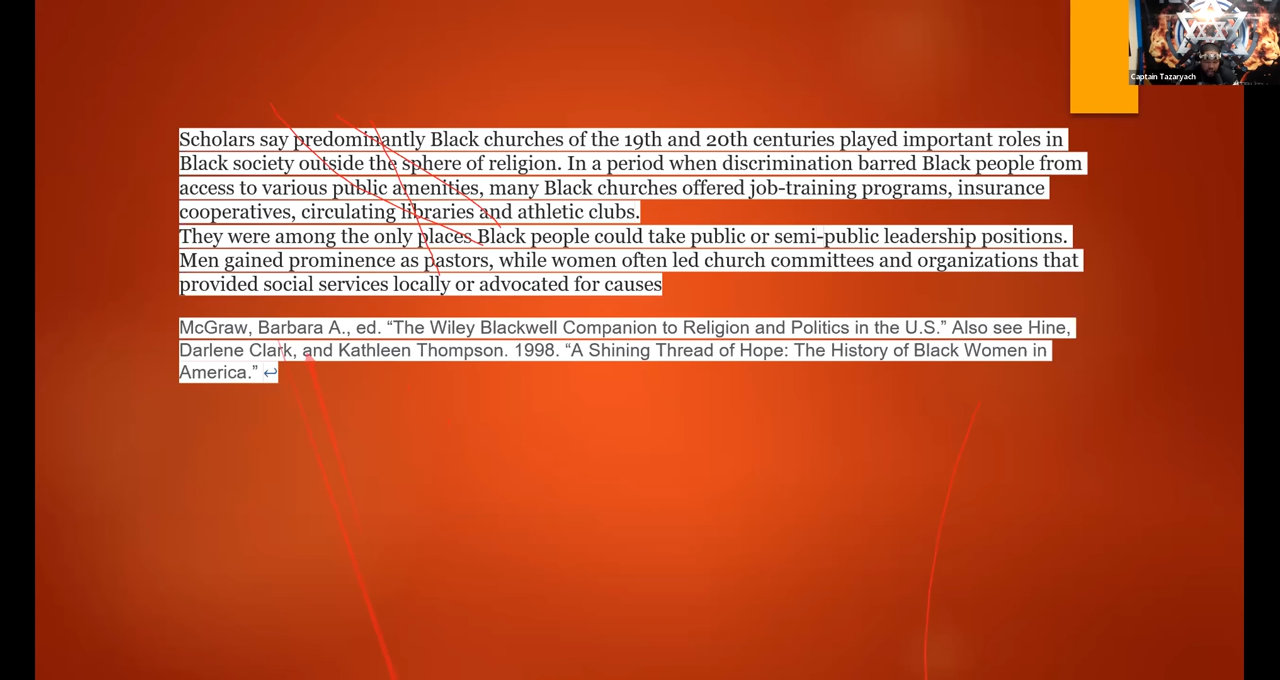 Captain Tazaryach
Scholars say predominantly Black churches of the 19th and 20th centuries played important roles in
Black society outside the sphere of religion. In a period when discrimination barred Black people from
access to various public amenities, many Black churches offered job-training programs, insurance
cooperatives, circulating libraries and athletic clubs.
They were among the only places Black people could take public or semi-public leadership positions.
Men gained prominence as pastors, while women often led church committees and organizations that
provided social services locally or advocated for causes
McGraw, Barbara A., ed. “The Wiley Blackwell Companion to Religion and Politics in the U.S.” Also see Hine,
Darlene Clark, and Kathleen Thompson. 1998. “A Shining Thread of Hope: The History of Black Women in
America.” ↩